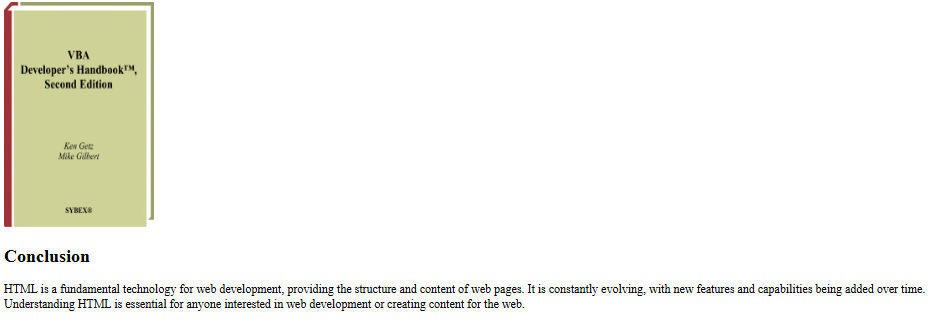 VBA
Developer's Handbook™,
Second Edition
Ken Getz
Mike Gilbert
SYBEX®
Conclusion
HTML is a fundamental technology for web development, providing the structure and content of web pages. It is constantly evolving, with new features and capabilities being added over time.
Understanding HTML is essential for anyone interested in web development or creating content for the web.